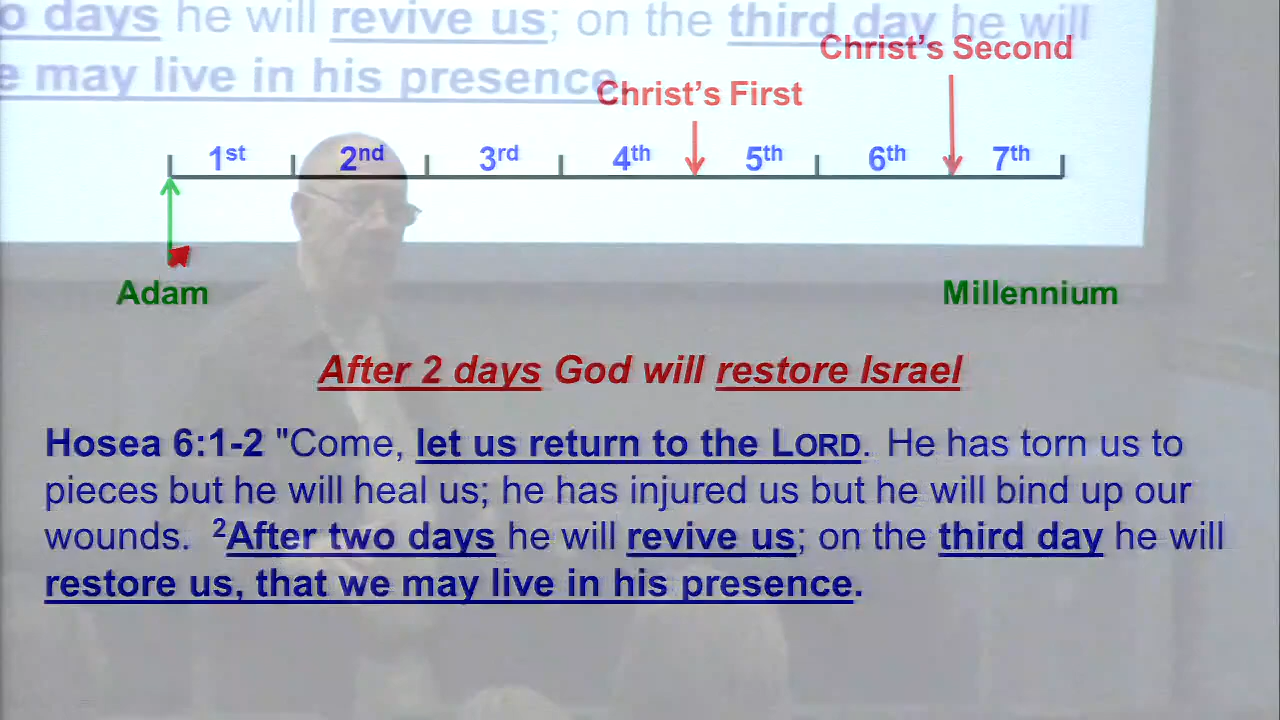 o days he will revive us; on the third day he will
e may live in his presence.
Christ's Second
Christ's First
1st 2nd 3rd 4th 5th 6th 7th
Adam Millennium
After 2 days God will restore Israel
Hosea 6:1-2 "Come, let us return to the LORD. He has torn us to
pieces but he will heal us; he has injured us but he will bind up our
wounds. 2After two days he will revive us; on the third day he will
restore us, that we may live in his presence.